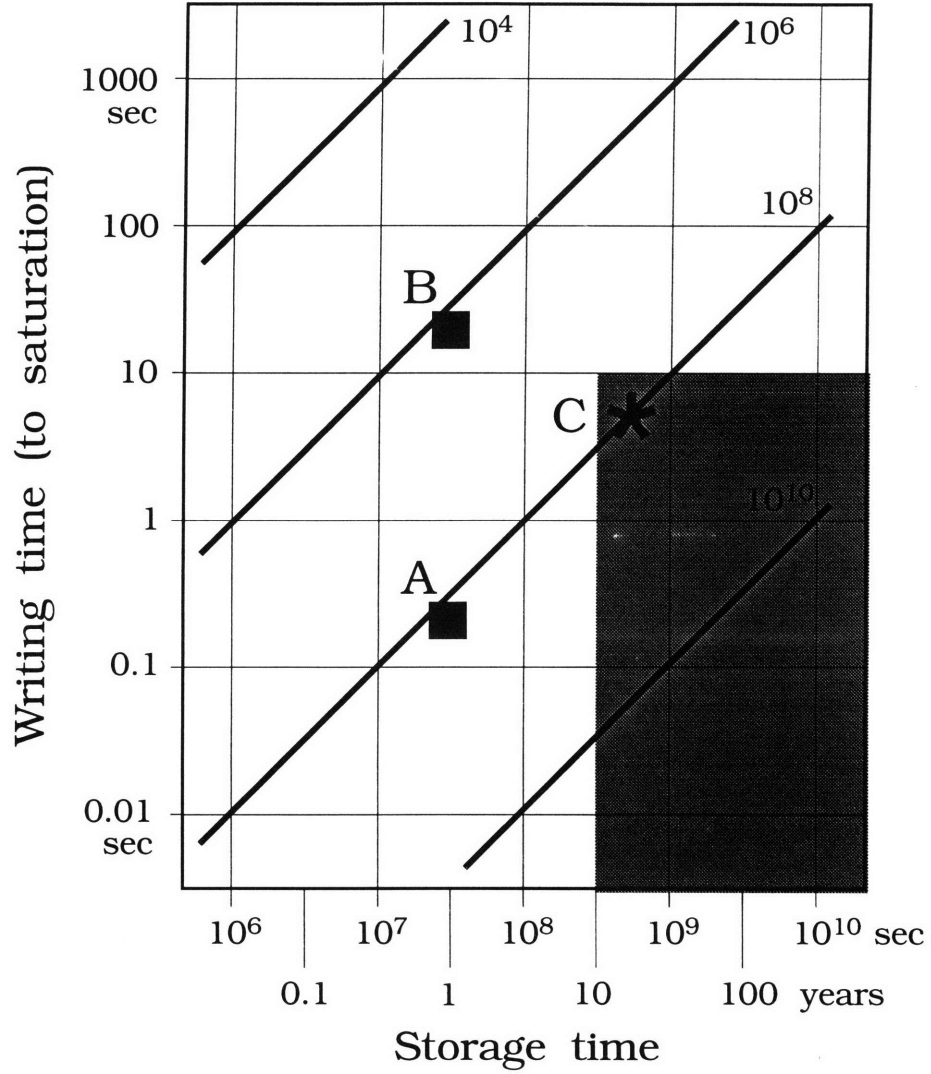 10⁴
10⁶
1000
sec
10⁸
100
B
10
C
10¹⁰
1
A
0.1
0.01
sec
10⁶ 10⁷ 10⁸ 10⁹ 10¹⁰ sec
0.1 1 10 100 years
Storage time
Writing time (to saturation)